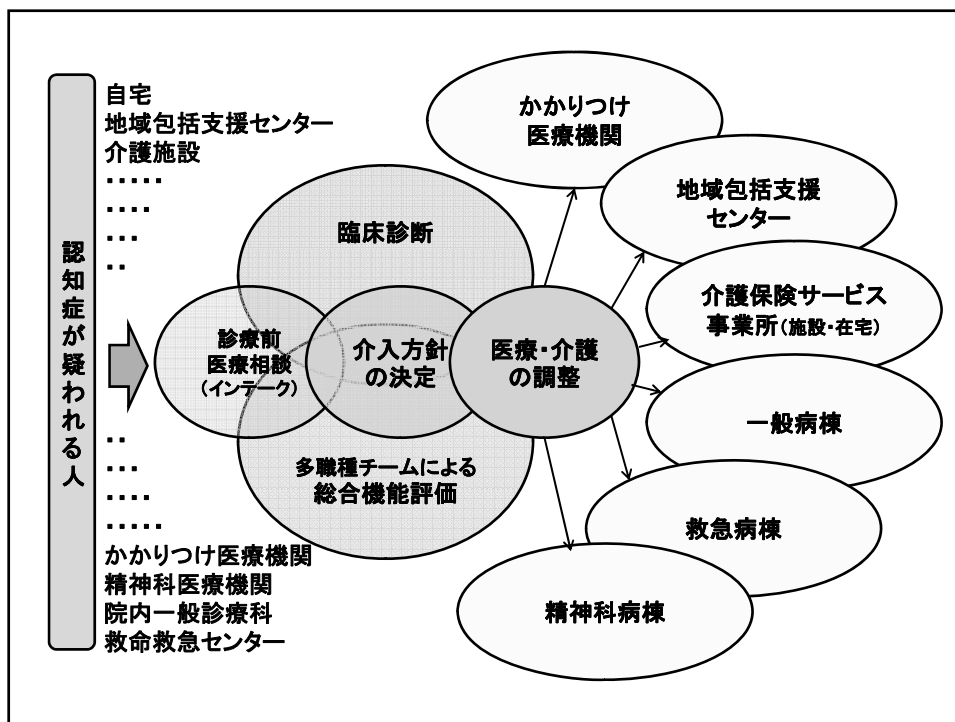 認知症が疑われる人
自宅
地域包括支援センター
介護施設
・・・・・
・・・・
・・・
・・
・・
・・・
・・・・
・・・・・
かかりつけ医療機関
精神科医療機関
院内一般診療科
救命救急センター
診療前
医療相談
(インテーク)
臨床診断
介入方針
の決定
多職種チームによる
総合機能評価
医療・介護
の調整
かかりつけ
医療機関
地域包括支援
センター
介護保険サービス
事業所(施設・在宅)
一般病棟
救急病棟
精神科病棟